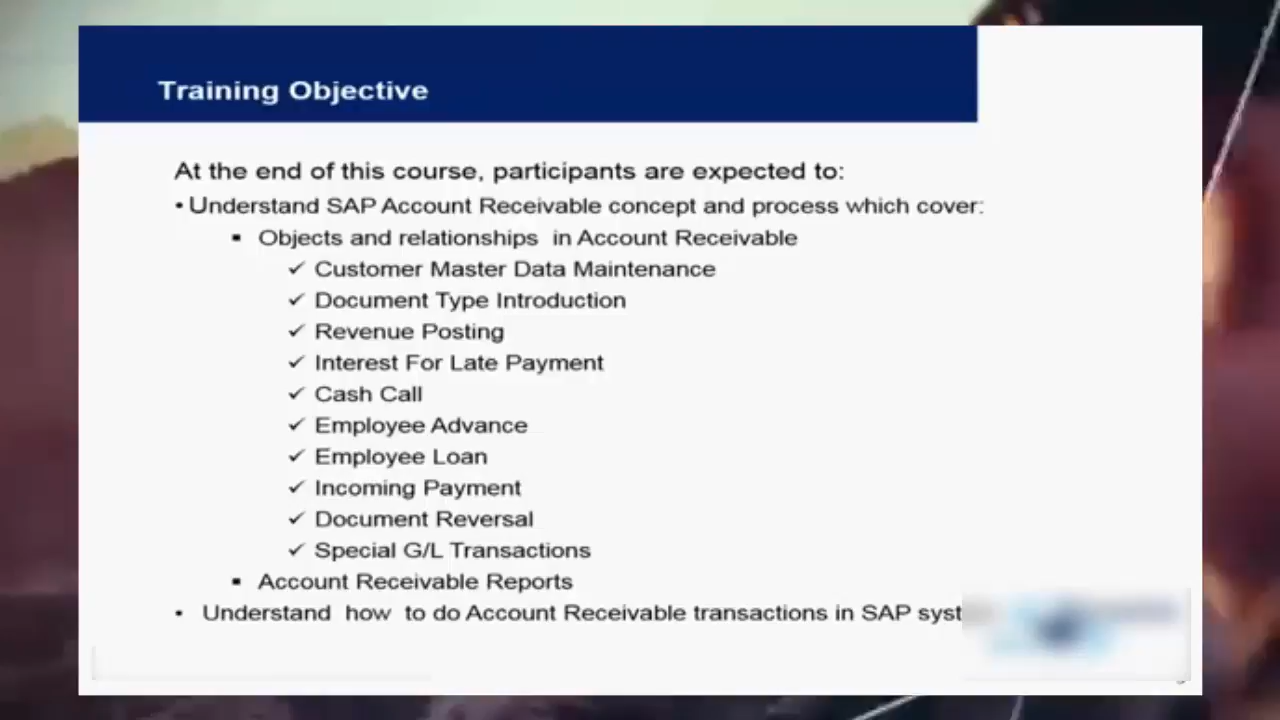 Training Objective
At the end of this course, participants are expected to:
• Understand SAP Account Receivable concept and process which cover:
▪ Objects and relationships in Account Receivable
✓ Customer Master Data Maintenance
✓ Document Type Introduction
✓ Revenue Posting
✓ Interest For Late Payment
✓ Cash Call
✓ Employee Advance
✓ Employee Loan
✓ Incoming Payment
✓ Document Reversal
✓ Special G/L Transactions
▪ Account Receivable Reports
• Understand how to do Account Receivable transactions in SAP syst